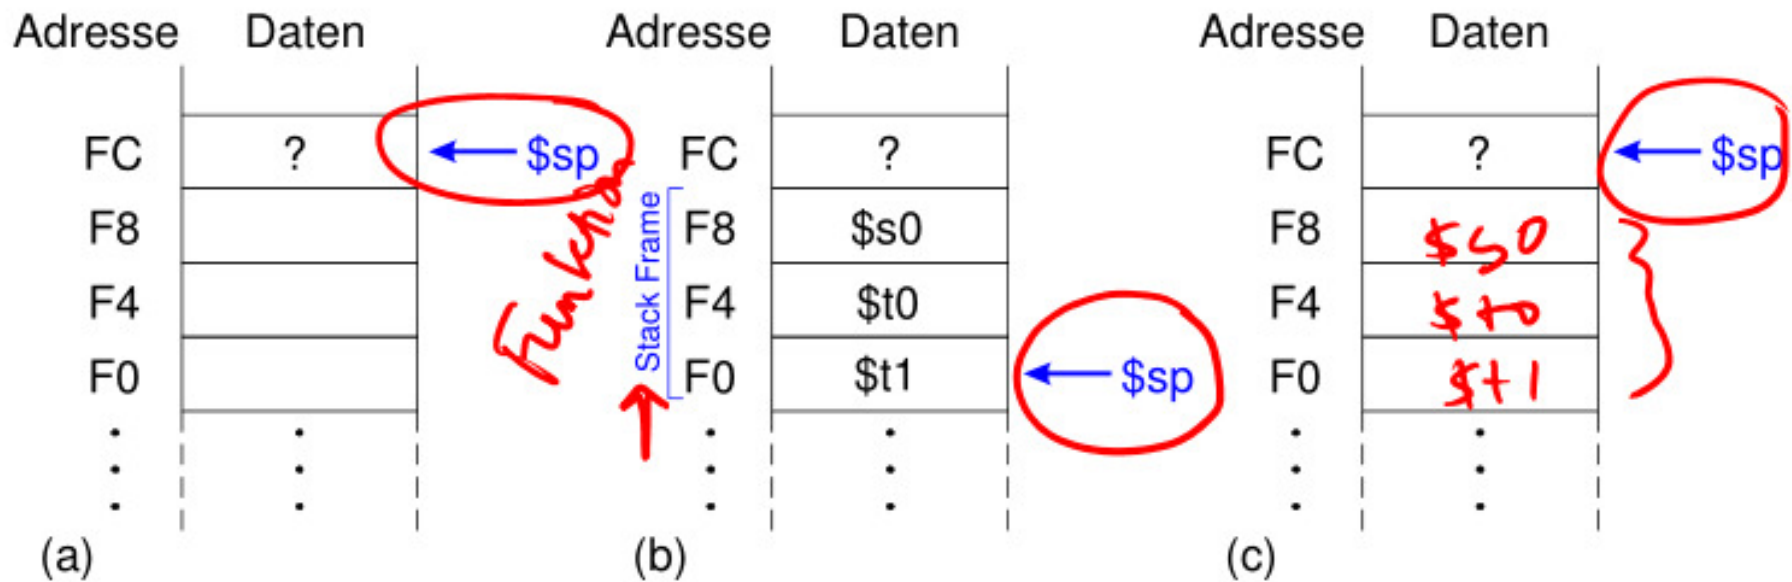 Adresse Daten Adresse Daten Adresse Daten
FC ? $sp FC ? $sp FC ? $sp
F8 Funktion Stack Frame F8 $s0 F8 $s0
F4 F4 $t0 F4 $t0
F0 F0 $t1 $sp F0 $t1
(a) (b) (c)